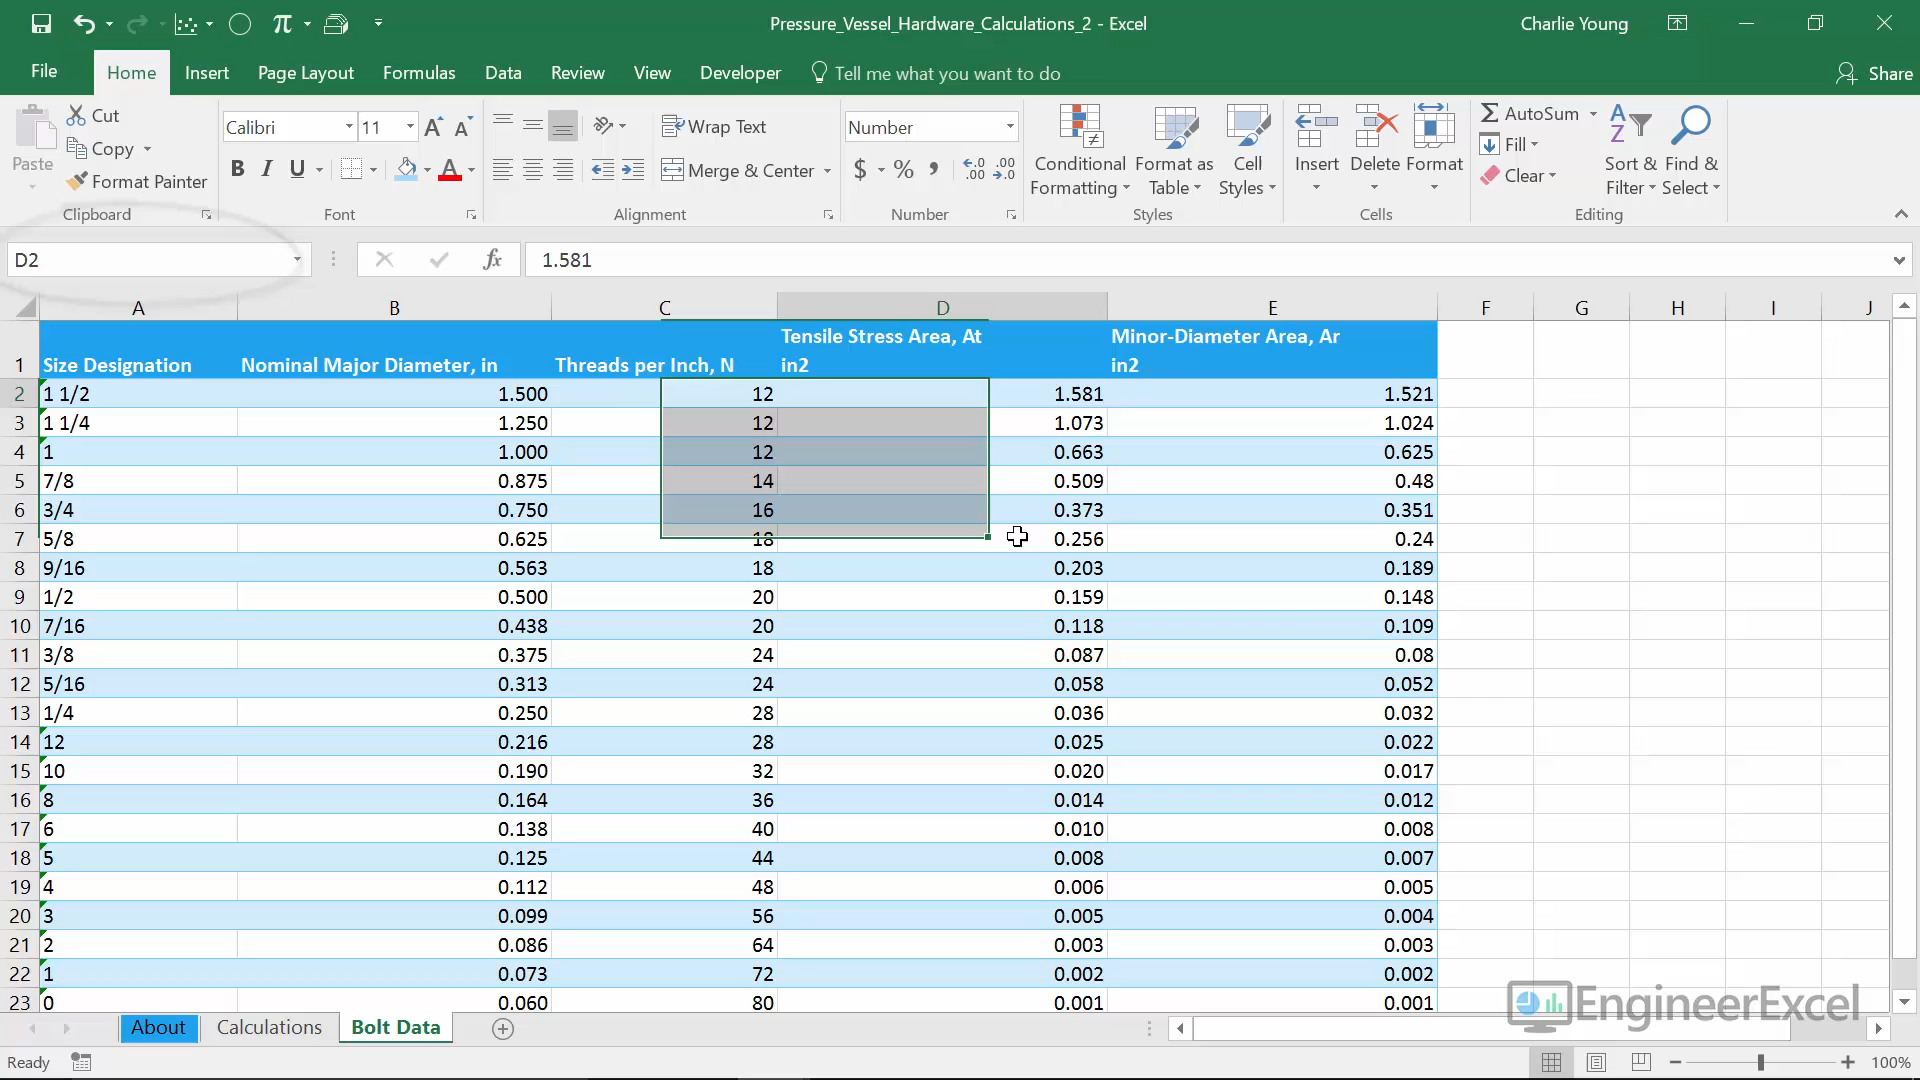 Pressure_Vessel_Hardware_Calculations_2 - Excel
Charlie Young
File Home Insert Page Layout Formulas Data Review View Developer Tell me what you want to do Share
Cut
Copy
Format Painter
Paste
Clipboard
Calibri 11
B I U A
Font
Wrap Text
Merge & Center
Alignment
Number
$ % , .00
Number
Conditional Formatting
Format as Table
Cell Styles
Styles
Insert Delete Format
Cells
AutoSum
Fill
Clear
Sort & Filter
Find & Select
Editing
D2 fx 1.581
A B C D E F G H I J
1 Size Designation Nominal Major Diameter, in Threads per Inch, N Tensile Stress Area, At in2 Minor-Diameter Area, Ar in2
2 1 1/2 1.500 12 1.581 1.521
3 1 1/4 1.250 12 1.073 1.024
4 1 1.000 12 0.663 0.625
5 7/8 0.875 14 0.509 0.48
6 3/4 0.750 16 0.373 0.351
7 5/8 0.625 18 0.256 0.24
8 9/16 0.563 18 0.203 0.189
9 1/2 0.500 20 0.159 0.148
10 7/16 0.438 20 0.118 0.109
11 3/8 0.375 24 0.087 0.08
12 5/16 0.313 24 0.058 0.052
13 1/4 0.250 28 0.036 0.032
14 12 0.216 28 0.025 0.022
15 10 0.190 32 0.020 0.017
16 8 0.164 36 0.014 0.012
17 6 0.138 40 0.010 0.008
18 5 0.125 44 0.008 0.007
19 4 0.112 48 0.006 0.005
20 3 0.099 56 0.005 0.004
21 2 0.086 64 0.003 0.003
22 1 0.073 72 0.002 0.002
23 0 0.060 80 0.001 0.001
EngineerExcel
About Calculations Bolt Data
Ready 100%